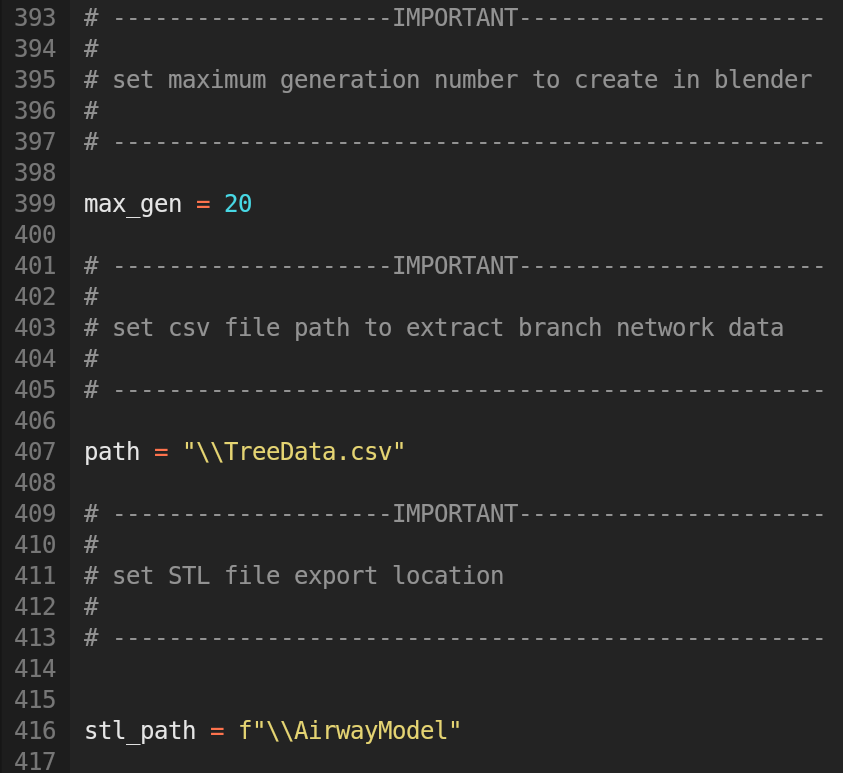 393 # --------------------IMPORTANT----------------------
394 #
395 # set maximum generation number to create in blender
396 #
397 # ---------------------------------------------------
398
399 max_gen = 20
400
401 # --------------------IMPORTANT----------------------
402 #
403 # set csv file path to extract branch network data
404 #
405 # ---------------------------------------------------
406
407 path = "\\TreeData.csv"
408
409 # --------------------IMPORTANT----------------------
410 #
411 # set STL file export location
412 #
413 # ---------------------------------------------------
414
415
416 stl_path = f"\\AirwayModel"
417